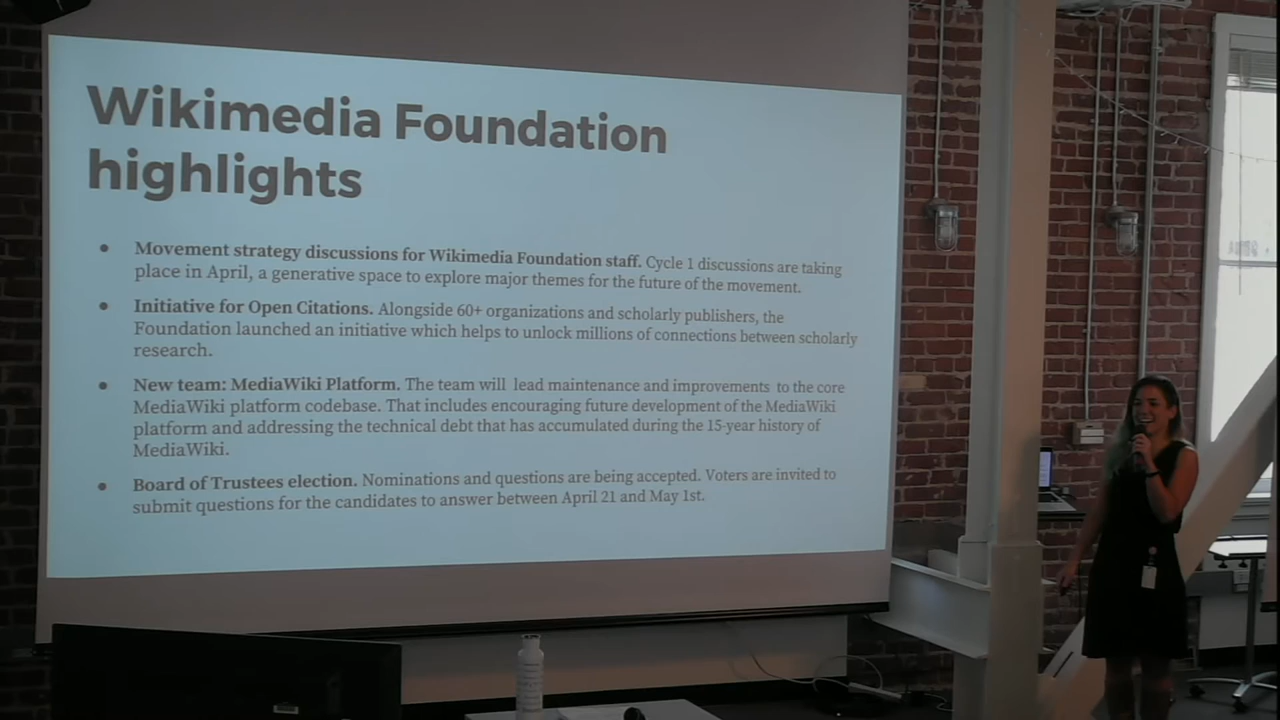 Wikimedia Foundation
highlights
• Movement strategy discussions for Wikimedia Foundation staff. Cycle 1 discussions are taking
place in April, a generative space to explore major themes for the future of the movement.
• Initiative for Open Citations. Alongside 60+ organizations and scholarly publishers, the
Foundation launched an initiative which helps to unlock millions of connections between scholarly
research.
• New team: MediaWiki Platform. The team will lead maintenance and improvements to the core
MediaWiki platform codebase. That includes encouraging future development of the MediaWiki
platform and addressing the technical debt that has accumulated during the 15-year history of
MediaWiki.
• Board of Trustees election. Nominations and questions are being accepted. Voters are invited to
submit questions for the candidates to answer between April 21 and May 1st.